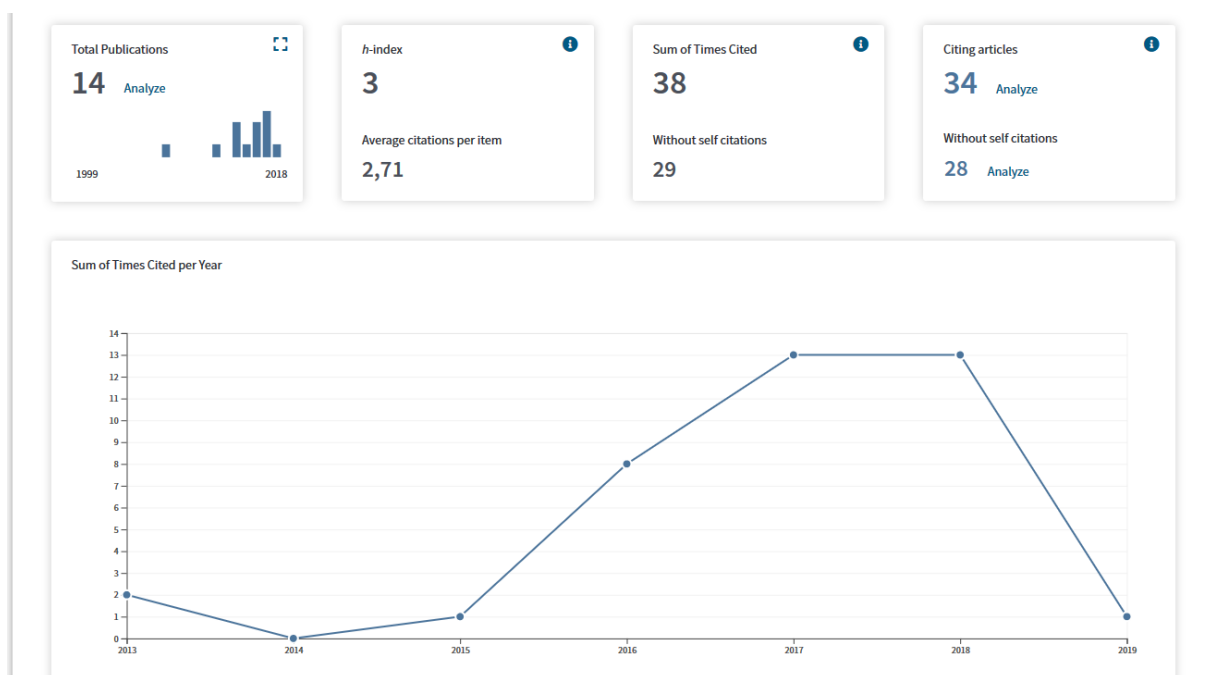 Total Publications
14 Analyze
1999 2018
h-index
3
Average citations per item
2,71
Sum of Times Cited
38
Without self citations
29
Citing articles
34 Analyze
Without self citations
28 Analyze
Sum of Times Cited per Year
14
13
12
11
10
9
8
7
6
5
4
3
2
1
0
2013 2014 2015 2016 2017 2018 2019